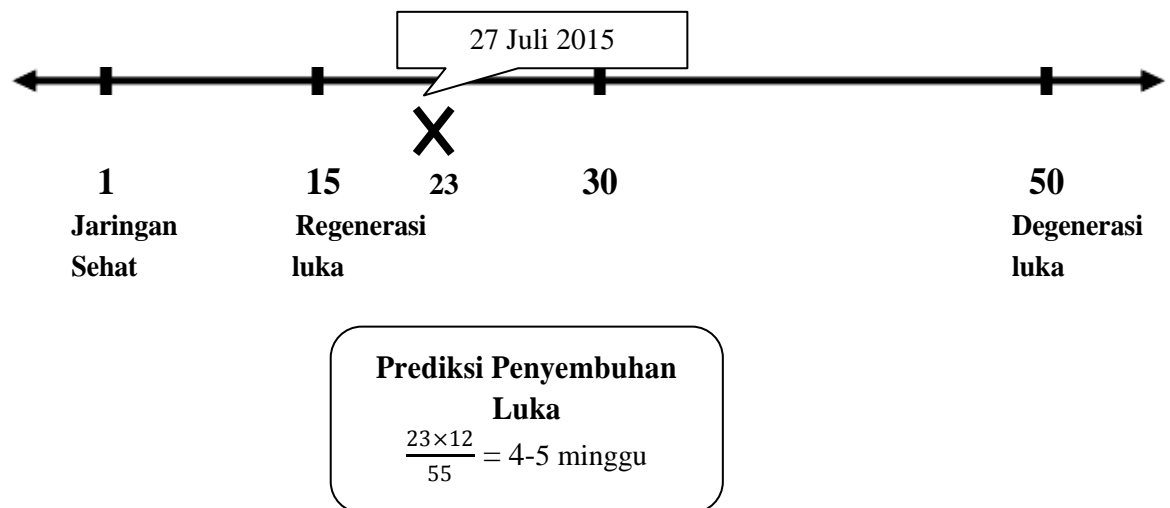 27 Juli 2015
1 15 23 30 50
Jaringan Regenerasi Degenerasi
Sehat luka luka
Prediksi Penyembuhan
Luka
23×12
55
= 4-5 minggu